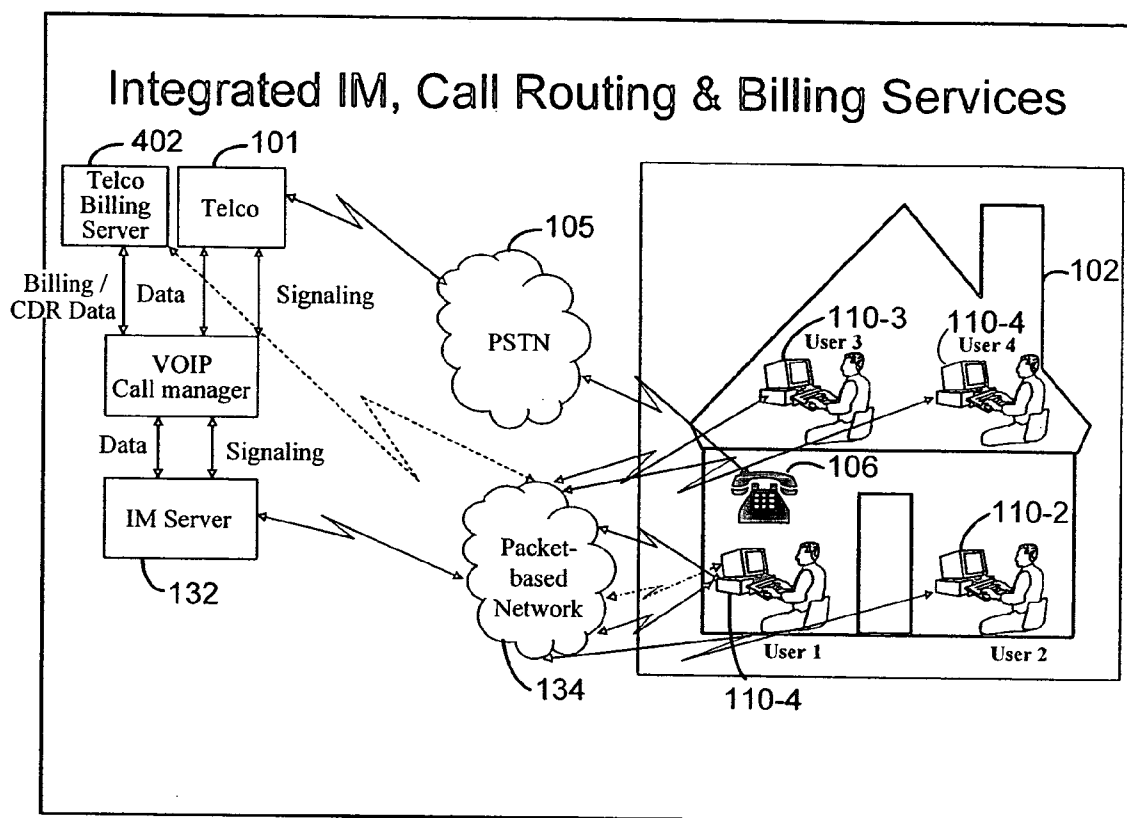 Integrated IM, Call Routing & Billing Services
402
101
Telco
Billing
Server
Telco
105
102
Billing /
CDR Data
Data
Signaling
PSTN
110-3
User 3
110-4
User 4
VOIP
Call manager
Data
Signaling
106
IM Server
132
Packet-
based
Network
134
110-2
User 1
User 2
110-4